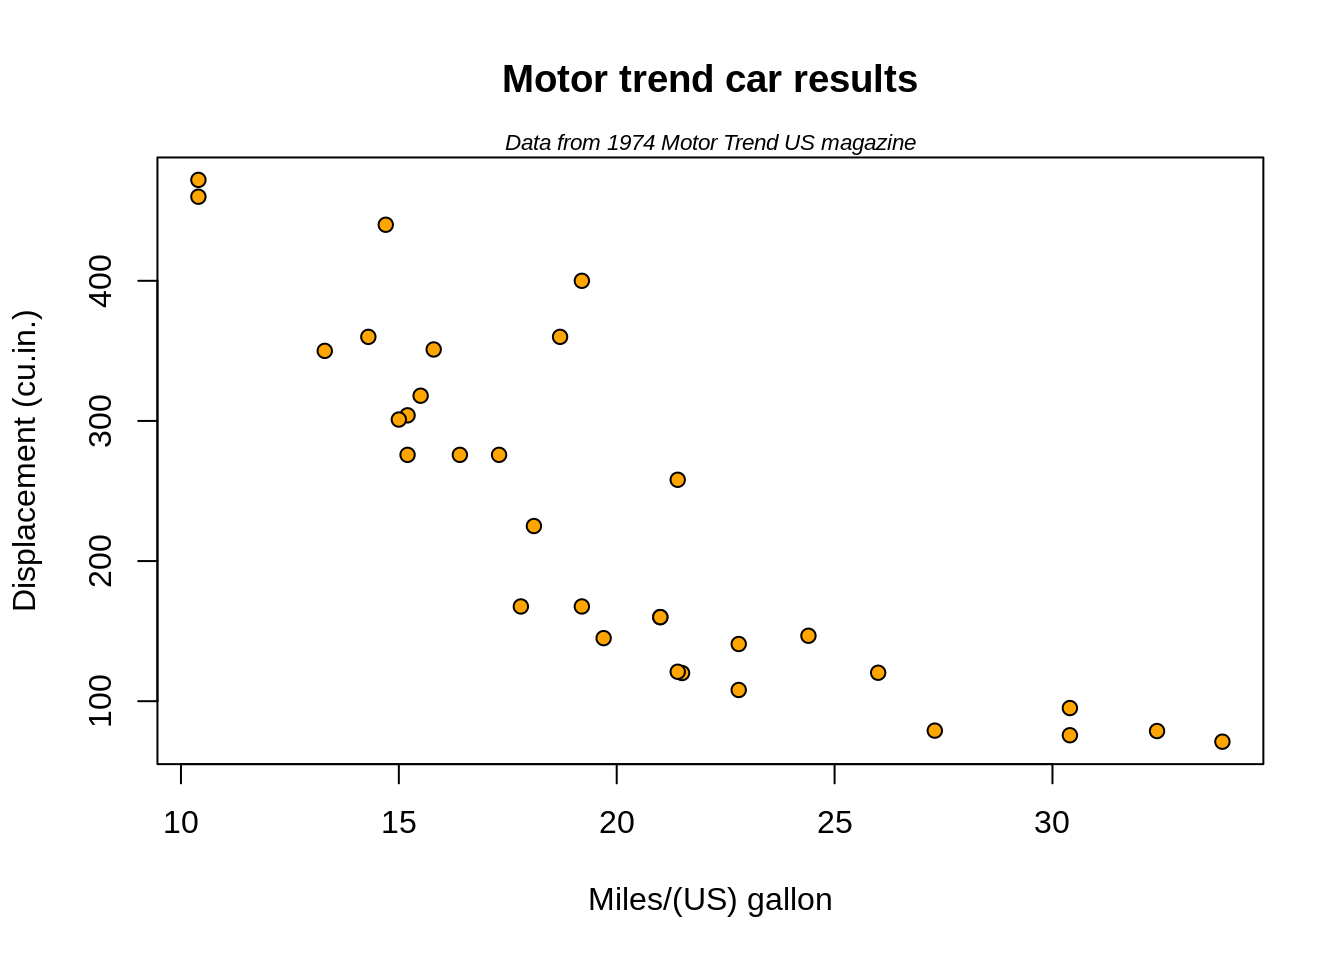 Motor trend car results
Data from 1974 Motor Trend US magazine
Displacement (cu.in.)
400
300
200
100
10 15 20 25 30
Miles/(US) gallon